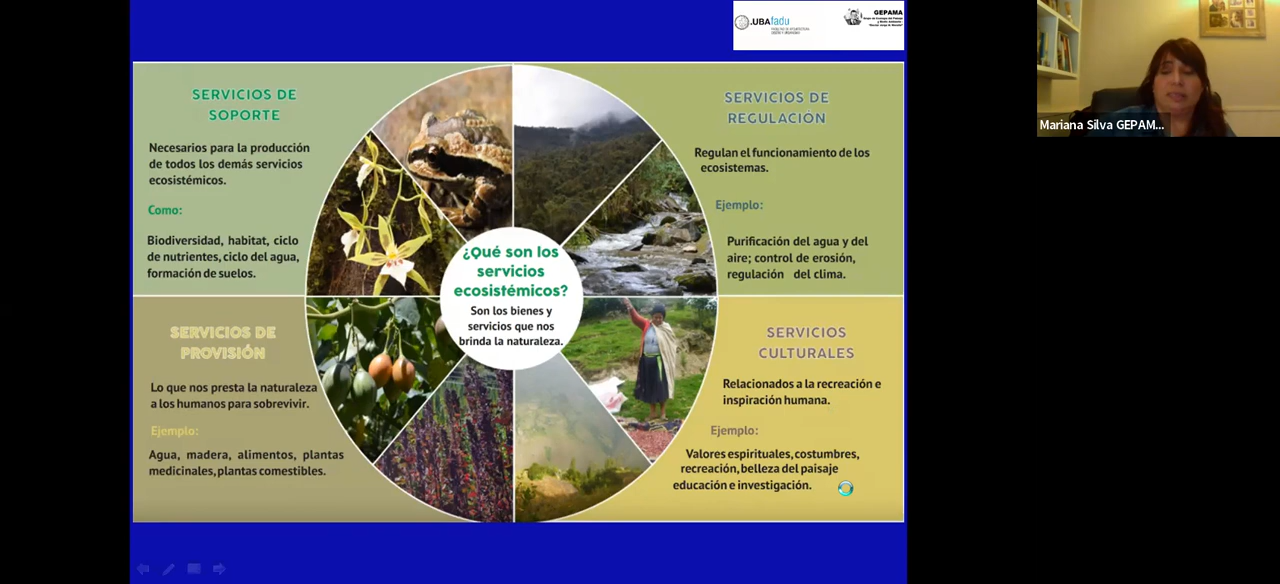 .UBAfadu
GEPAMA
Mariana Silva GEPAM...
SERVICIOS DE
SOPORTE
Necesarios para la producción
de todos los demás servicios
ecosistémicos.
Como:
Biodiversidad, habitat, ciclo
de nutrientes, ciclo del agua,
formación de suelos.
SERVICIOS DE
REGULACIÓN
Regulan el funcionamiento de los
ecosistemas.
Ejemplo:
Purificación del agua y del
aire; control de erosión,
regulación del clima.
¿Qué son los
servicios
ecosistémicos?
Son los bienes y
servicios que nos
brinda la naturaleza.
SERVICIOS DE
PROVISIÓN
Lo que nos presta la naturaleza
a los humanos para sobrevivir.
Ejemplo:
Agua, madera, alimentos, plantas
medicinales, plantas comestibles.
SERVICIOS
CULTURALES
Relacionados a la recreación e
inspiración humana.
Ejemplo:
Valores espirituales, costumbres,
recreación, belleza del paisaje
educación e investigación.